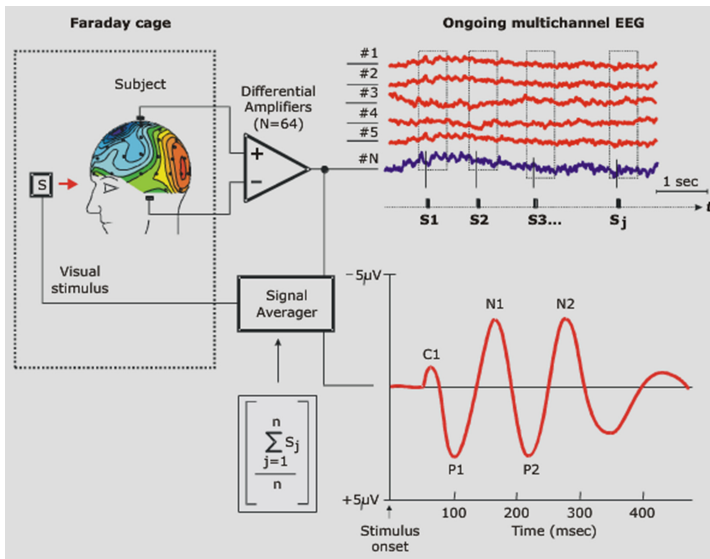 Faraday cage
Subject
S
Visual
stimulus
Differential
Amplifiers
(N=64)
+
−
Signal
Averager
n
∑ Sj
j=1
n
Ongoing multichannel EEG
#1
#2
#3
#4
#5
#N
1 sec
S1 S2 S3... Sj
t
−5µV
C1
N1
N2
P1
P2
+5µV
100 200 300 400
Stimulus
onset
Time (msec)